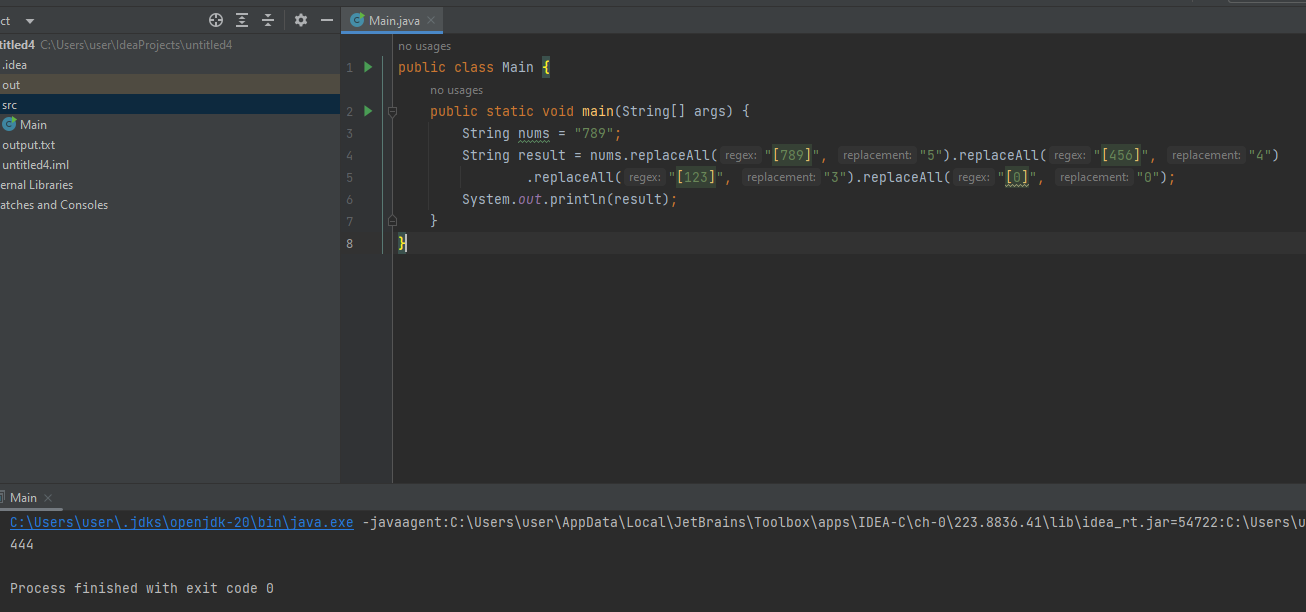 ct
Main.java
titled4 C:\Users\user\IdeaProjects\untitled4
.idea
out
src
Main
output.txt
untitled4.iml
ernal Libraries
atches and Consoles
no usages
1 public class Main {
no usages
2 public static void main(String[] args) {
3 String nums = "789";
4 String result = nums.replaceAll( regex: "[789]", replacement: "5").replaceAll( regex: "[456]", replacement: "4")
5 .replaceAll( regex: "[123]", replacement: "3").replaceAll( regex: "[0]", replacement: "0");
6 System.out.println(result);
7 }
8 }
Main
C:\Users\user\.jdks\openjdk-20\bin\java.exe -javaagent:C:\Users\user\AppData\Local\JetBrains\Toolbox\apps\IDEA-C\ch-0\223.8836.41\lib\idea_rt.jar=54722:C:\Users\u
444
Process finished with exit code 0